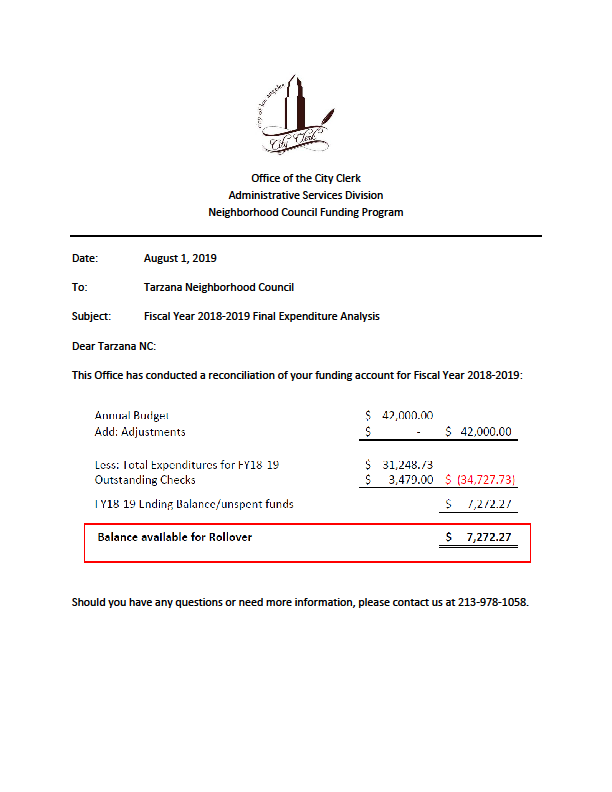 city of los angeles
City Clerk
Office of the City Clerk
Administrative Services Division
Neighborhood Council Funding Program
Date: August 1, 2019
To: Tarzana Neighborhood Council
Subject: Fiscal Year 2018-2019 Final Expenditure Analysis
Dear Tarzana NC:
This Office has conducted a reconciliation of your funding account for Fiscal Year 2018-2019:
Annual Budget $ 42,000.00
Add: Adjustments $ - $ 42,000.00
Less: Total Expenditures for FY18-19 $ 31,248.73
Outstanding Checks $ 3,479.00 $ (34,727.73)
FY18-19 Ending Balance/unspent funds $ 7,272.27
Balance available for Rollover $ 7,272.27
Should you have any questions or need more information, please contact us at 213-978-1058.